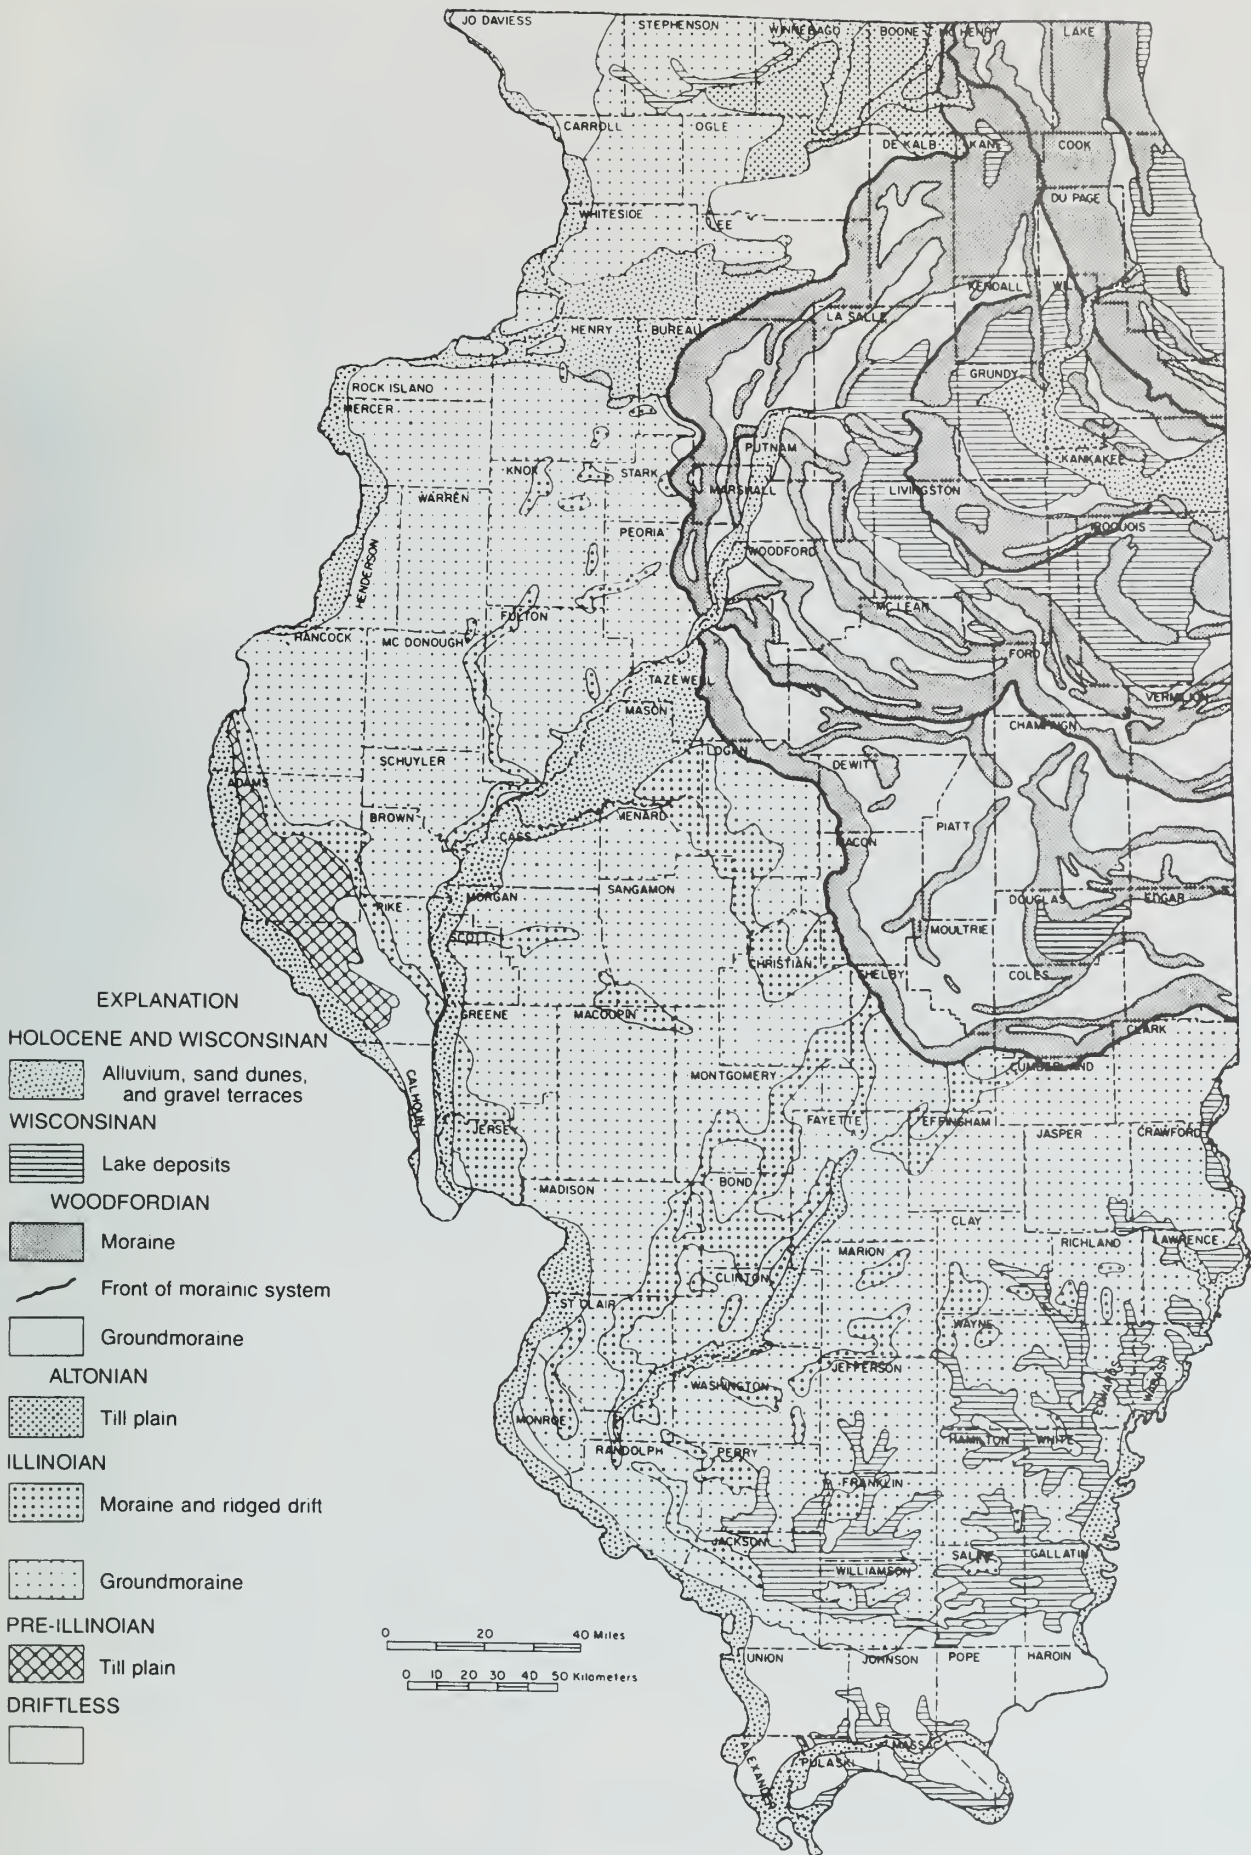 JO DAVIESS
STEPHENSON
WINNEBAGO
BOONE
MC HENRY
LAKE
CARROLL
OGLE
DE KALB
KANE
COOK
DU PAGE
WHITESIDE
LEE
KENDALL
WILL
LA SALLE
HENRY
BUREAU
GRUNDY
ROCK ISLAND
MERCER
PUTNAM
KANKAKEE
KNOX
STARK
MARSHALL
LIVINGSTON
WARREN
PEORIA
IROQUOIS
WOODFORD
HENDERSON
MCLEAN
FULTON
HANCOCK
MC DONOUGH
FORD
TAZEWELL
VERMILION
MASON
CHAMPAIGN
LOGAN
SCHUYLER
DEWITT
ADAMS
BROWN
MENARD
CASS
PIATT
MACON
SANGAMON
MORGAN
DOUGLAS
EDGAR
PIKE
MOULTRIE
SCOTT
CHRISTIAN
SHELBY
COLES
GREENE
MACOUPIN
CLARK
CUMBERLAND
MONTGOMERY
CALHOUN
FAYETTE
EFFINGHAM
JASPER
CRAWFORD
JERSEY
MADISON
BOND
CLAY
RICHLAND
LAWRENCE
MARION
CLINTON
ST CLAIR
WAYNE
JEFFERSON
EDWARDS
WABASH
WASHINGTON
MONROE
RANDOLPH
PERRY
HAMILTON
WHITE
FRANKLIN
JACKSON
WILLIAMSON
SALINE
GALLATIN
UNION
JOHNSON
POPE
HARDIN
ALEXANDER
PULASKI
MASSAC
EXPLANATION
HOLOCENE AND WISCONSINAN
Alluvium, sand dunes,
and gravel terraces
WISCONSINAN
Lake deposits
WOODFORDIAN
Moraine
Front of morainic system
Groundmoraine
ALTONIAN
Till plain
ILLINOIAN
Moraine and ridged drift
Groundmoraine
PRE-ILLINOIAN
Till plain
DRIFTLESS
0 20 40 Miles
0 10 20 30 40 50 Kilometers